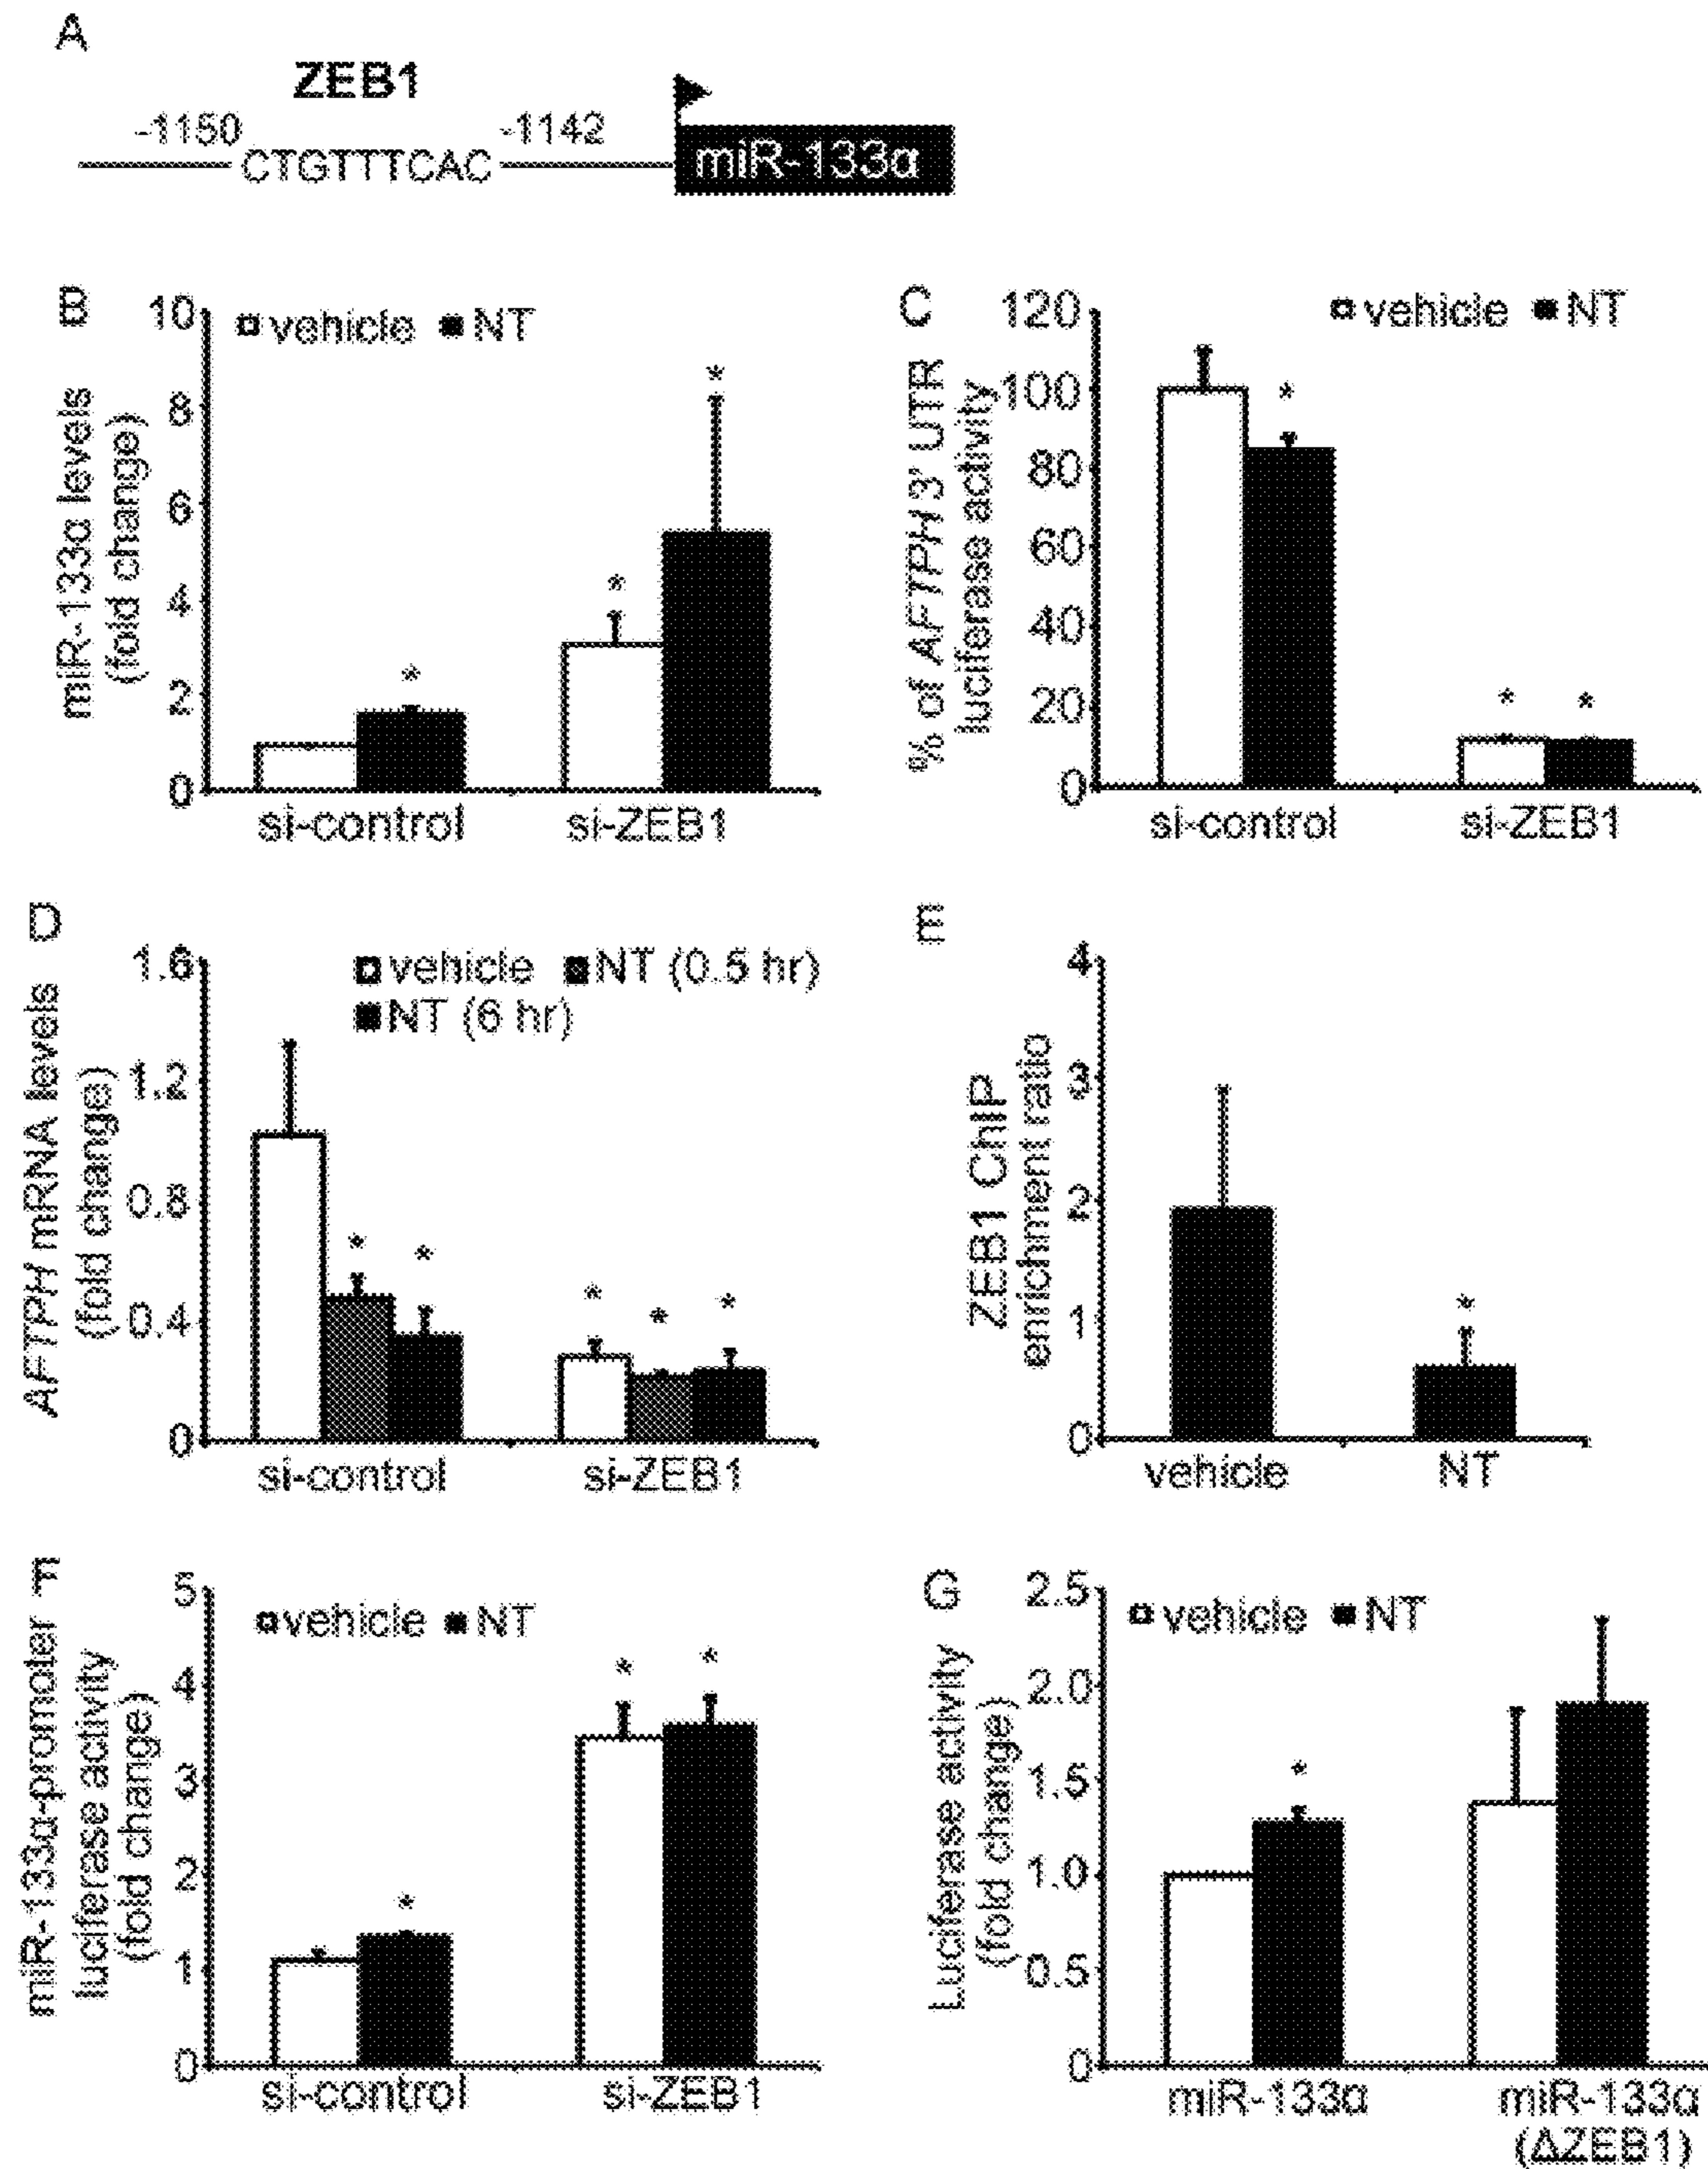 A
ZEB1
-1150 -1142
CTGTTTCAC
miR-133α
B
vehicle NT
miR-133α levels
(fold change)
10
8
6
4
2
0
*
*
*
si-control si-ZEB1
C
vehicle NT
% of AFTPH 3' UTR
luciferase activity
120
100
80
60
40
20
0
*
* *
si-control si-ZEB1
D
vehicle NT (0.5 hr)
NT (6 hr)
AFTPH mRNA levels
(fold change)
1.6
1.2
0.8
0.4
0
* *
* * *
si-control si-ZEB1
E
ZEB1 ChIP
enrichment ratio
4
3
2
1
0
*
vehicle NT
F
vehicle NT
miR-133α-promoter
luciferase activity
(fold change)
5
4
3
2
1
0
*
* *
si-control si-ZEB1
G
vehicle NT
Luciferase activity
(fold change)
2.5
2.0
1.5
1.0
0.5
0
*
miR-133α miR-133α
(ΔZEB1)